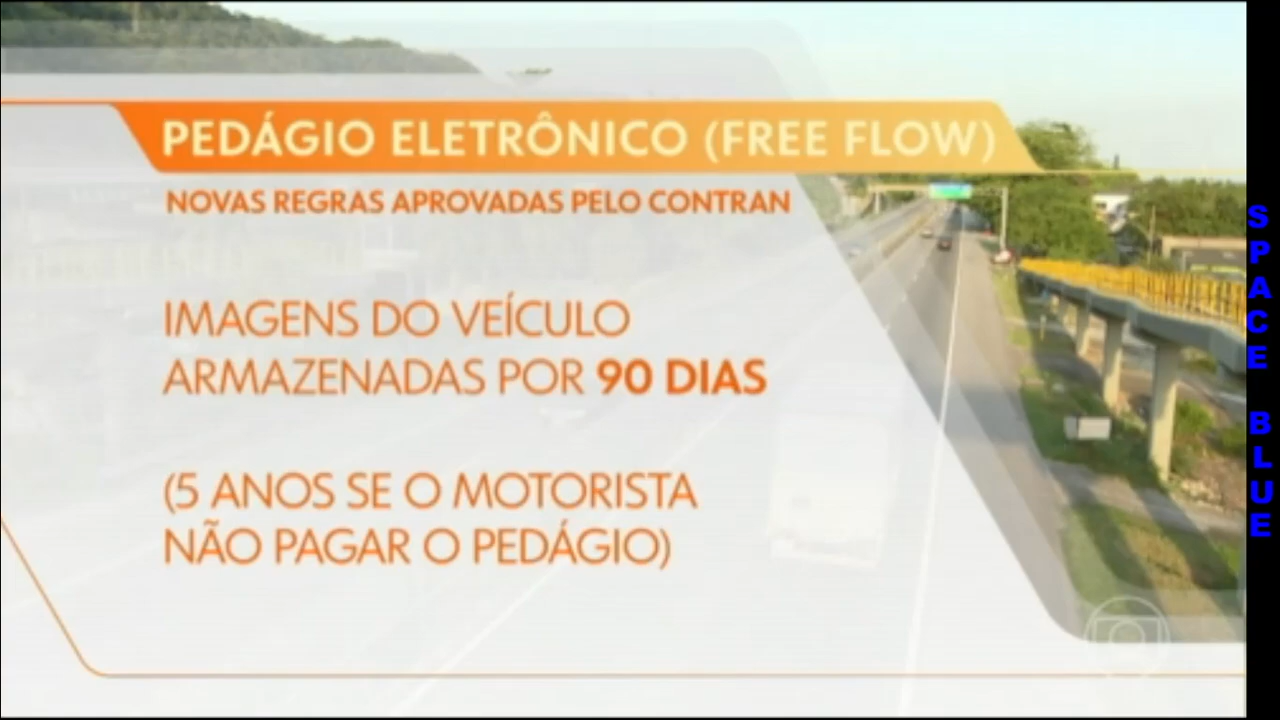 PEDÁGIO ELETRÔNICO (FREE FLOW)
NOVAS REGRAS APROVADAS PELO CONTRAN
IMAGENS DO VEÍCULO
ARMAZENADAS POR 90 DIAS
(5 ANOS SE O MOTORISTA
NÃO PAGAR O PEDÁGIO)
SPACE BLUE